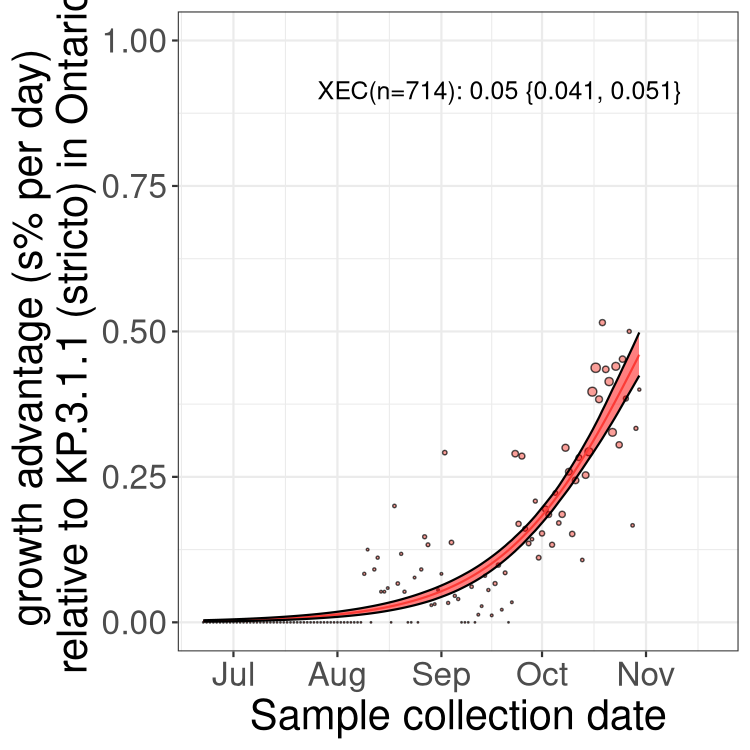 growth advantage (s% per day)
relative to KP.3.1.1 (stricto) in Ontario
1.00
0.75
0.50
0.25
0.00
XEC(n=714): 0.05 {0.041, 0.051}
Jul Aug Sep Oct Nov
Sample collection date